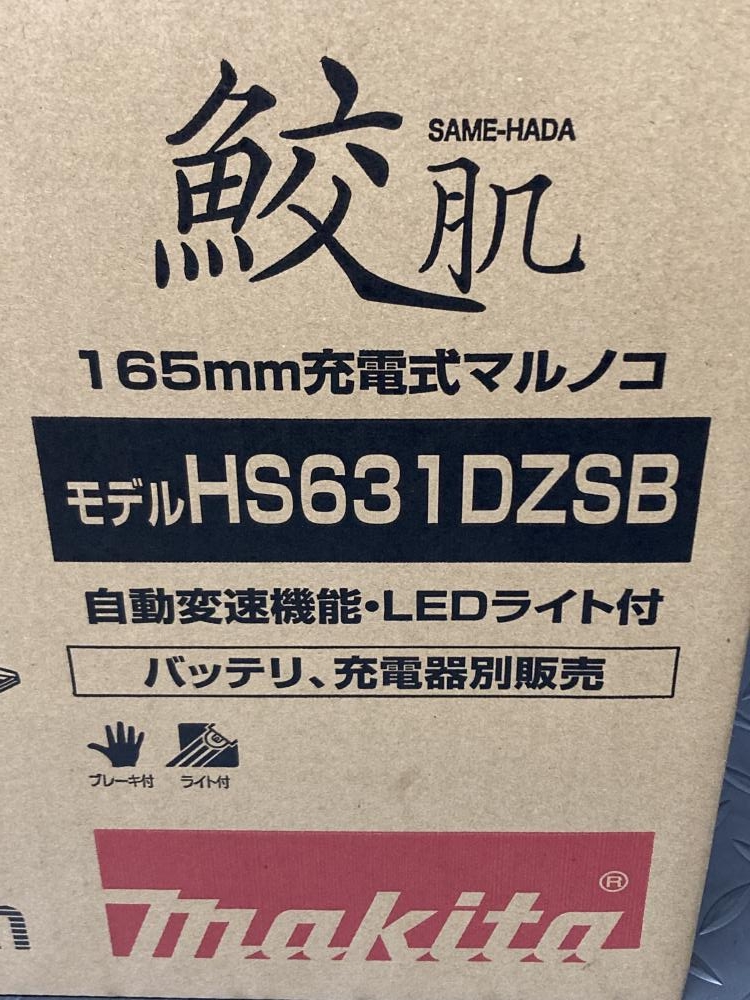 鮫肌
SAME-HADA
165mm充電式マルノコ
モデルHS631DZSB
自動変速機能・LEDライト付
バッテリ、充電器別販売
ブレーキ付 ライト付
makita®